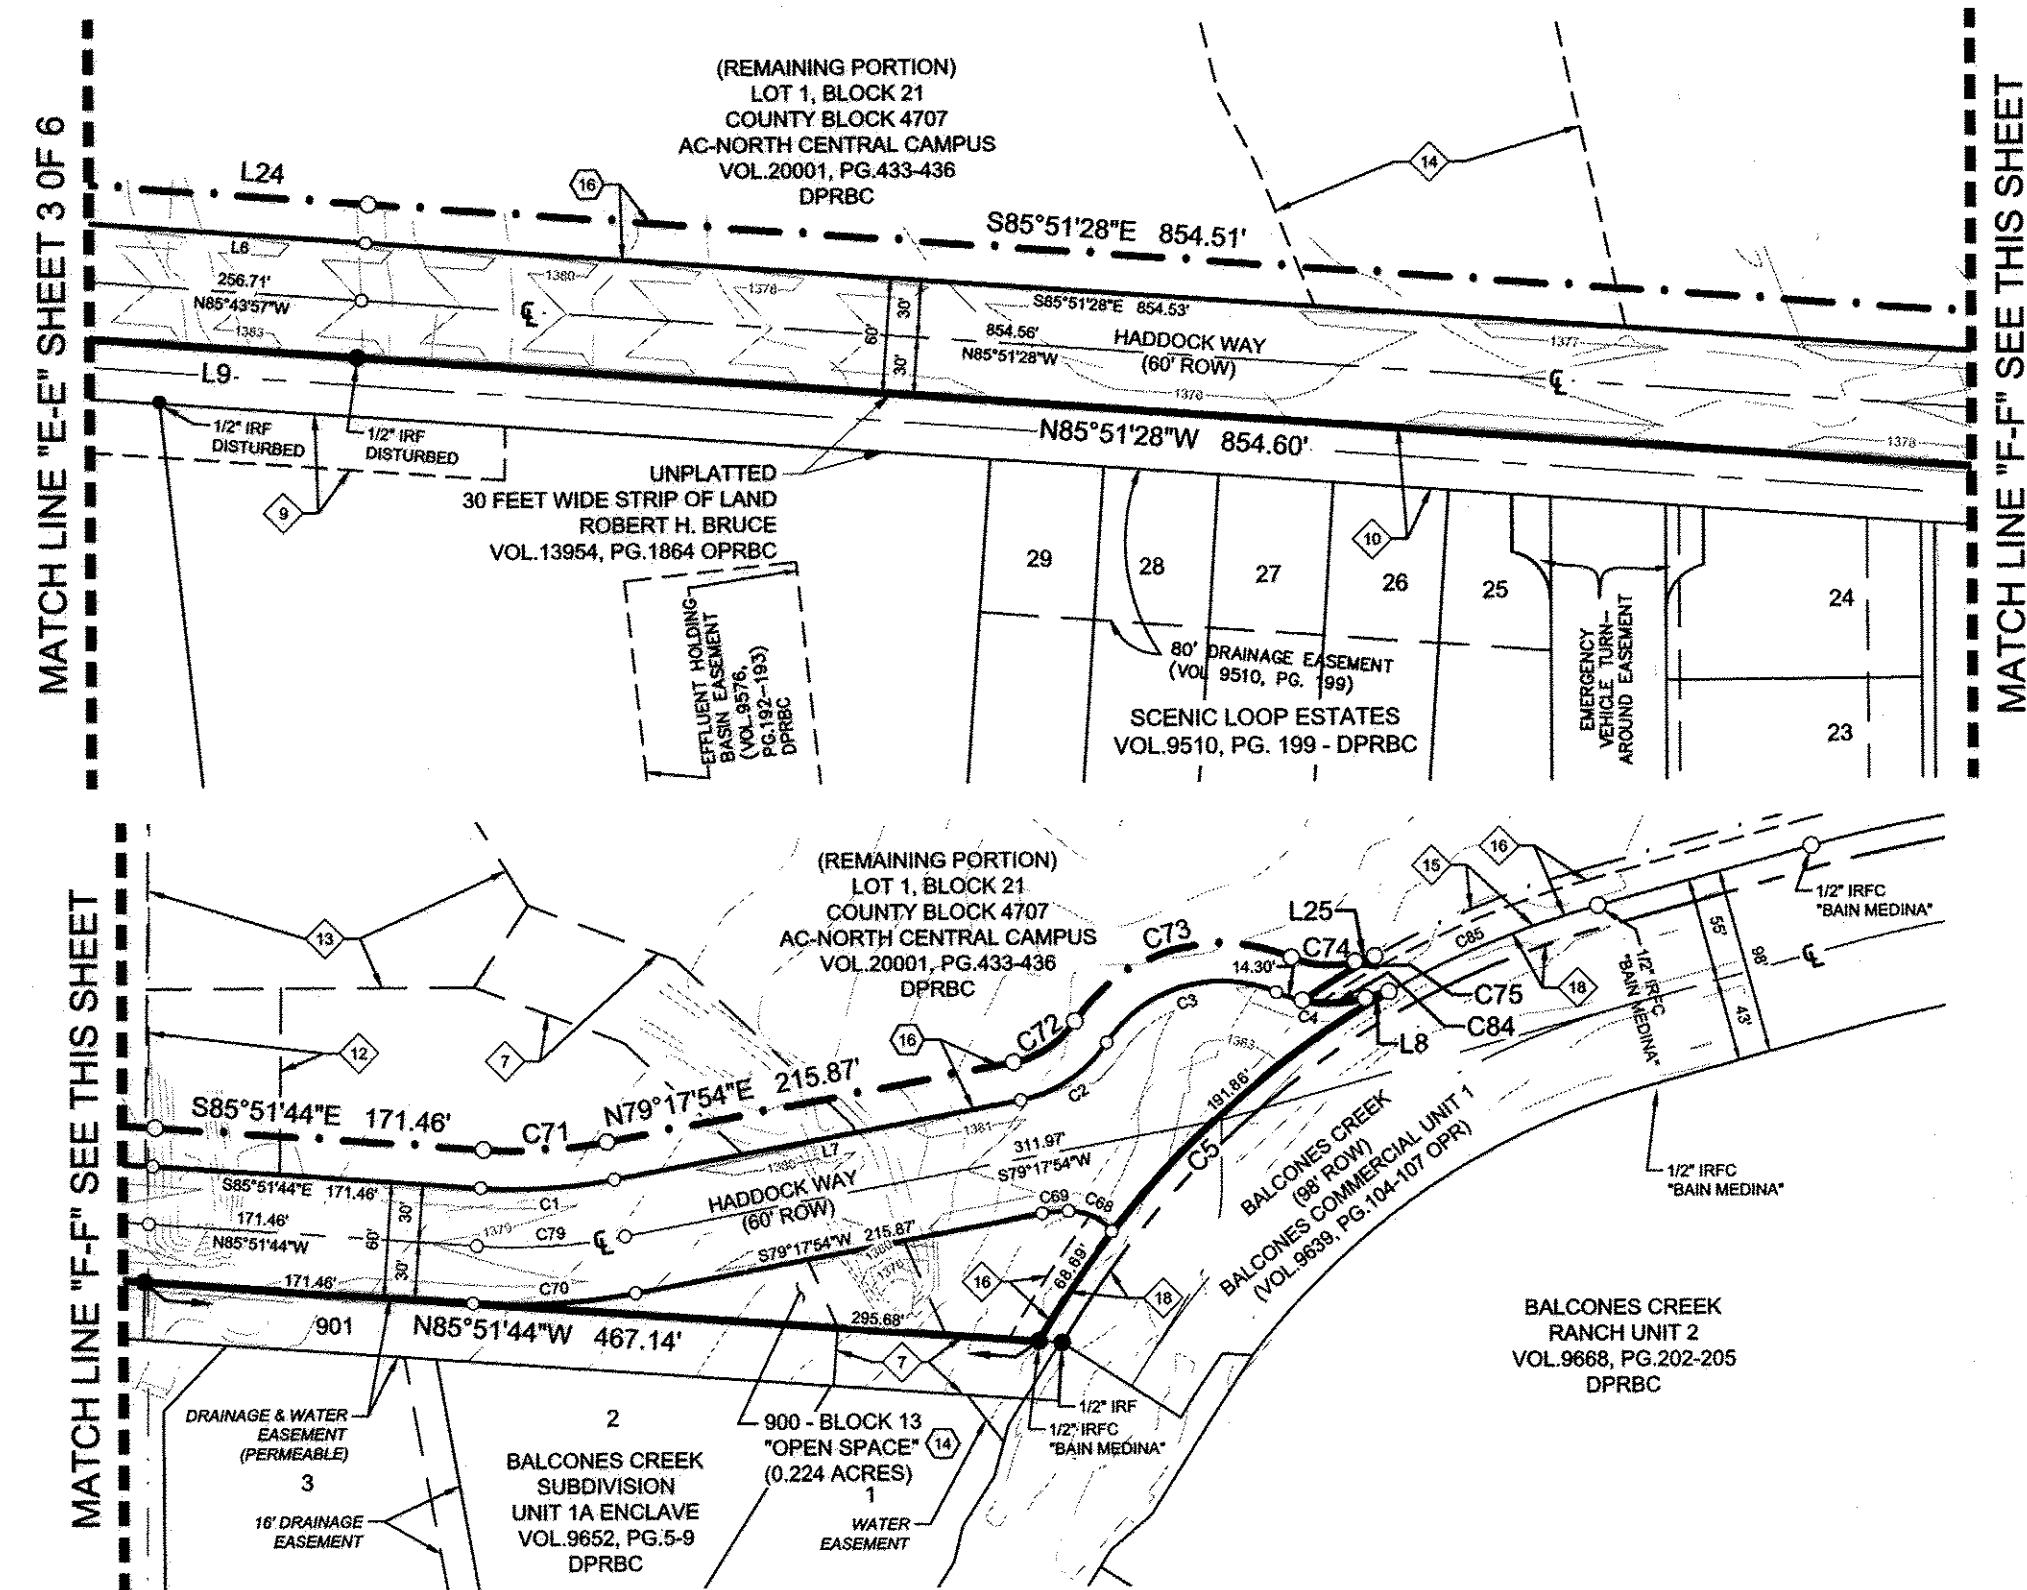 MATCH LINE "E-E" SHEET 3 0F 6
(REMAINING PORTION)
LOT 1, BLOCK 21
COUNTY BLOCK 4707
AC-NORTH CENTRAL CAMPUS
VOL.20001, PG.433-436
DPRBC
L24
16
14
S85°51'28"E 854.51'
L6
256.71'
N85°43'57"W
1383
1380
1378
60'
30'
30'
S85°51'28"E 854.53'
854.56'
N85°51'28"W
HADDOCK WAY
(60' ROW)
1377
1378
L9
1/2" IRF
DISTURBED
1/2" IRF
DISTURBED
9
N85°51'28"W 854.60'
UNPLATTED
30 FEET WIDE STRIP OF LAND
ROBERT H. BRUCE
VOL.13954, PG.1864 OPRBC
10
29
28
27
26
25
24
23
EFFLUENT HOLDING
BASIN EASEMENT
(VOL.9576,
PG.192-193)
DPRBC
80' DRAINAGE EASEMENT
(VOL 9510, PG. 199)
SCENIC LOOP ESTATES
VOL.9510, PG. 199 - DPRBC
EMERGENCY
VEHICLE TURN-
AROUND EASEMENT
MATCH LINE "F-F" SEE THIS SHEET
MATCH LINE "F-F" SEE THIS SHEET
(REMAINING PORTION)
LOT 1, BLOCK 21
COUNTY BLOCK 4707
AC-NORTH CENTRAL CAMPUS
VOL.20001, PG.433-436
DPRBC
13
12
7
16
S85°51'44"E 171.46'
C71
N79°17'54"E 215.87'
C72
C73
L25
C74
14.30'
15
16
C85
18
C75
C84
L8
C4
C3
C2
1383
1/2" IRFC
"BAIN MEDINA"
1/2" IRFC
"BAIN MEDINA"
55'
98'
43'
S85°51'44"E 171.46'
171.46'
N85°51'44"W
60'
30'
30'
C1
1379
C79
L7
1380
1381
HADDOCK WAY
(60' ROW)
311.97'
S79°17'54"W
C69
C68
191.86'
C5
S79°17'54"W 215.87'
1380
C70
171.46'
901
N85°51'44"W 467.14'
295.68'
68.69'
16
18
7
BALCONES CREEK
(98' ROW)
BALCONES COMMERCIAL UNIT 1
(VOL.9639, PG.104-107 OPR)
1/2" IRFC
"BAIN MEDINA"
BALCONES CREEK
RANCH UNIT 2
VOL.9668, PG.202-205
DPRBC
1/2" IRF
1/2" IRFC
"BAIN MEDINA"
DRAINAGE & WATER
EASEMENT
(PERMEABLE)
3
16' DRAINAGE
EASEMENT
2
BALCONES CREEK
SUBDIVISION
UNIT 1A ENCLAVE
VOL.9652, PG.5-9
DPRBC
900 - BLOCK 13
"OPEN SPACE" 14
(0.224 ACRES)
1
WATER
EASEMENT